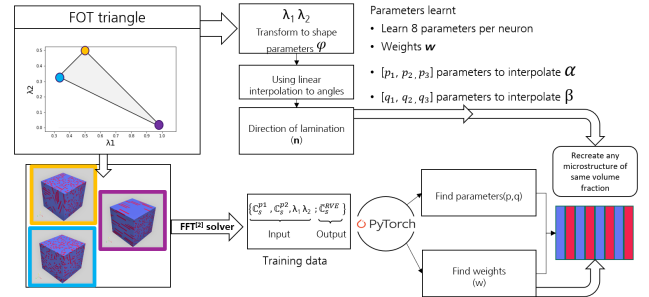 FOT triangle
0.5
0.4
λ2
0.3
0.2
0.1
0.0
0.3 0.4 0.5 0.6 0.7 0.8 0.9 1.0
λ1
λ₁ λ₂
Transform to shape
parameters φ
Using linear
interpolation to angles
Direction of lamination
(n)
Parameters learnt
• Learn 8 parameters per neuron
• Weights w
• [p₁, p₂, p₃] parameters to interpolate α
• [q₁, q₂, q₃] parameters to interpolate β
Recreate any
microstructure of
same volume
fraction
FFT[2] solver
{ℂₛᵖ¹, ℂₛᵖ², λ₁ λ₂ ; ℂₛᴿⱽᴱ}
Input Output
Training data
PyTorch
Find parameters(p,q)
Find weights
(w)